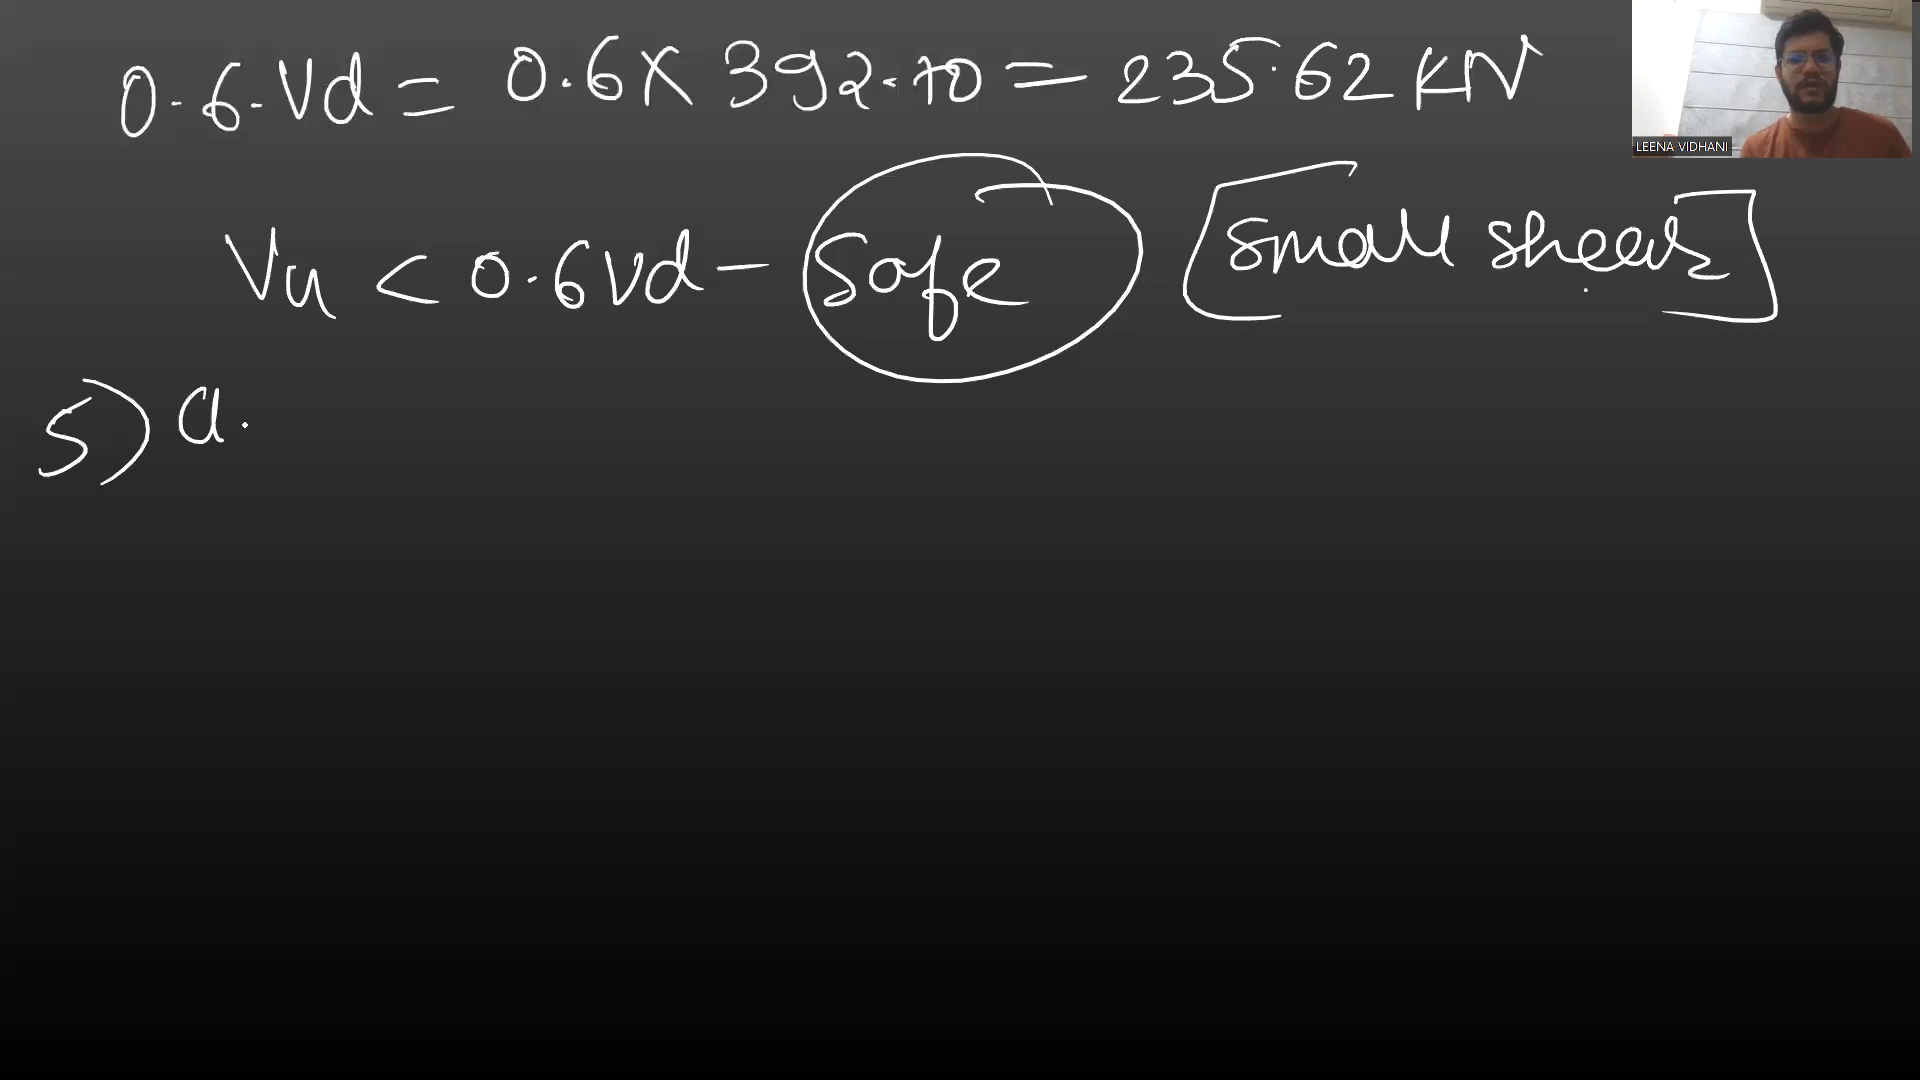 0.6.Vd = 0.6 X 392.70 = 235.62 KN
LEENA VIDHANI
Vu < 0.6Vd - Safe [small shear]
5) a.